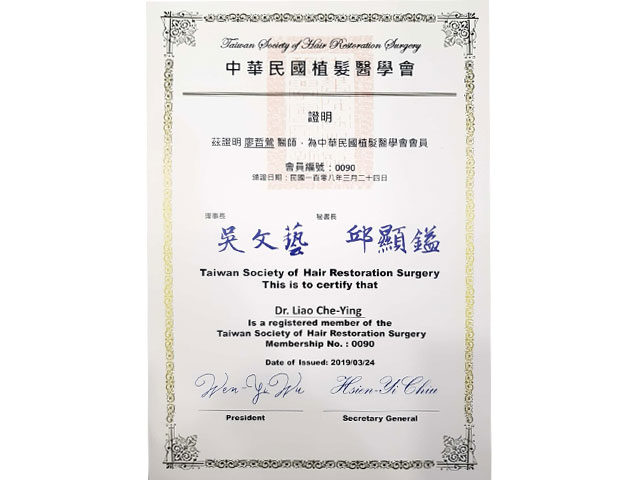 Taiwan Society of Hair Restoration Surgery
中華民國植髮醫學會
證明
茲證明 廖哲鶯 醫師，為中華民國植髮醫學會會員
會員編號：0090
頒證日期：民國一百零八年三月二十四日
理事長 秘書長
吳文藝 邱顯鎰
Taiwan Society of Hair Restoration Surgery
This is to certify that
Dr. Liao Che-Ying
Is a registered member of the
Taiwan Society of Hair Restoration Surgery
Membership No. : 0090
Date of Issued: 2019/03/24
Wen-Yi Wu Hsien-Yi Chiu
President Secretary General